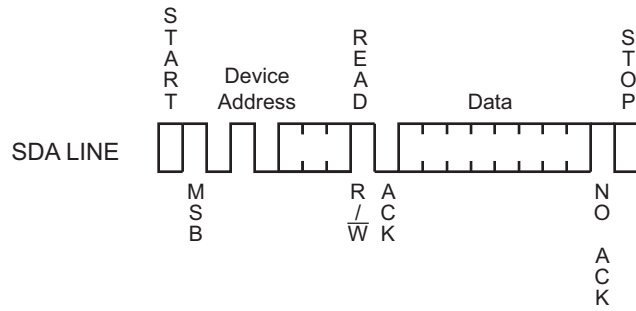 START
READ
STOP
Device
Address
Data
SDA LINE
MSB
R/W
ACK
NO ACK